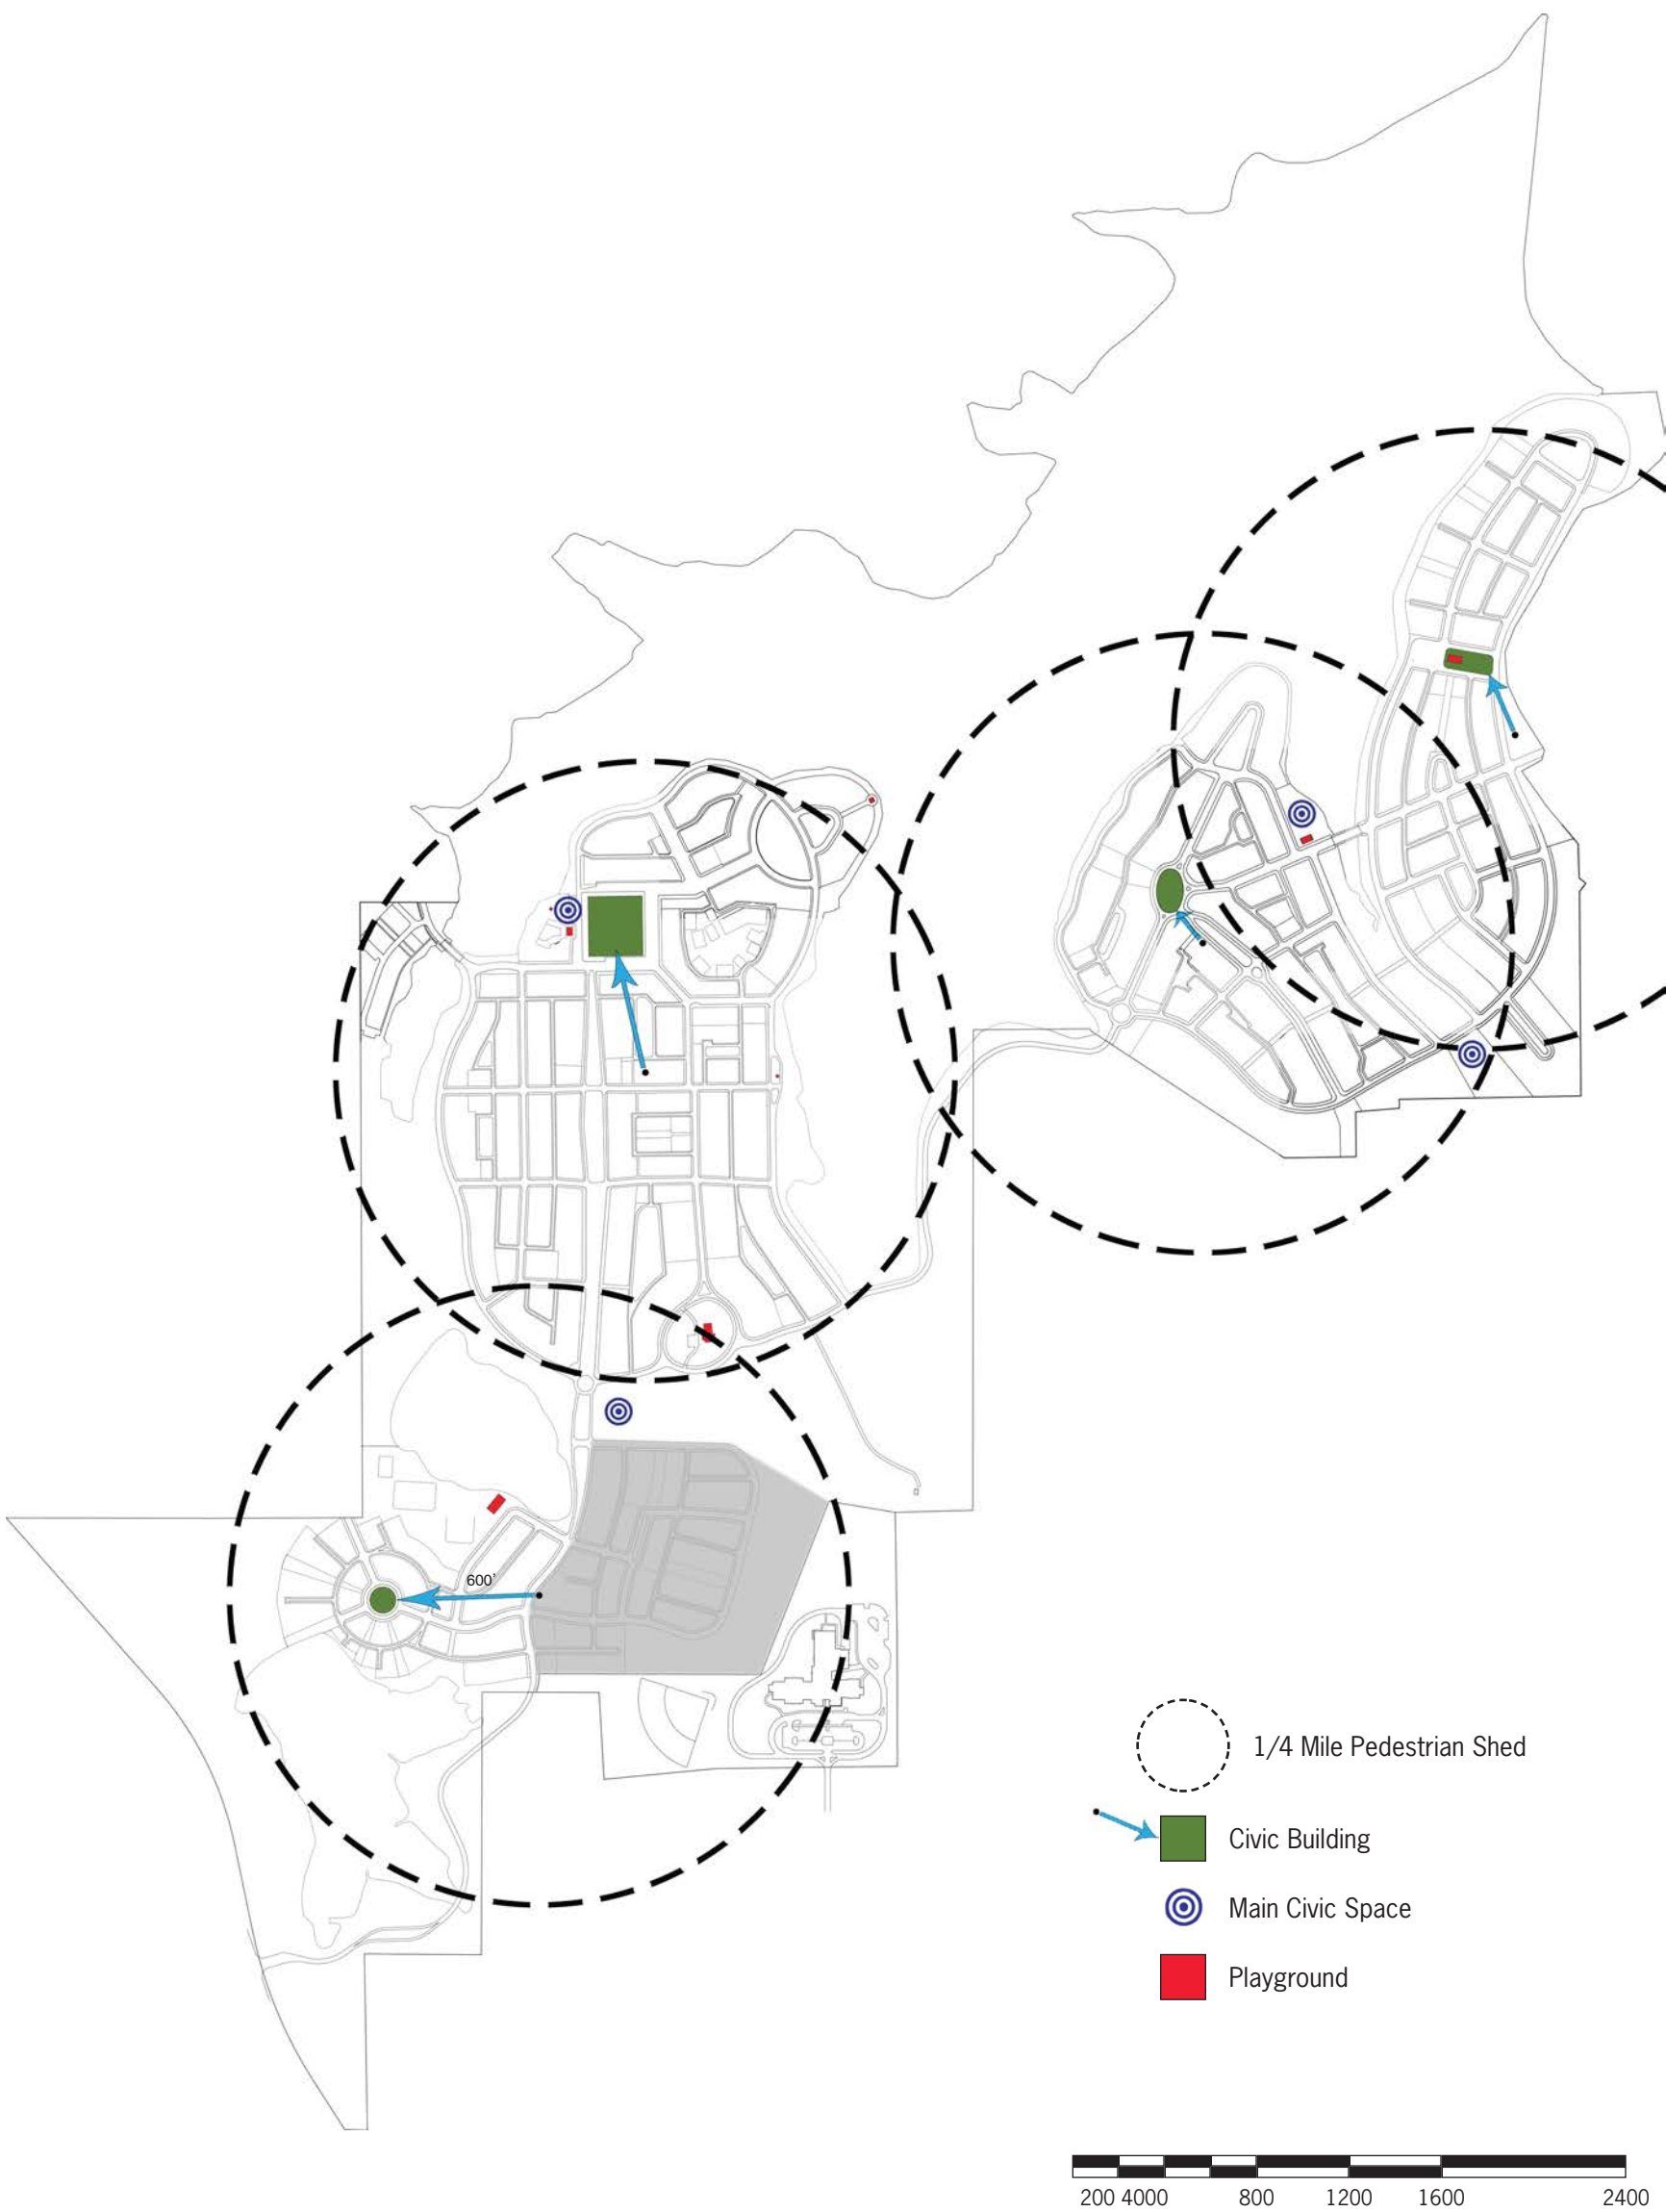 600'
1/4 Mile Pedestrian Shed
Civic Building
Main Civic Space
Playground
200 4000 800 1200 1600 2400